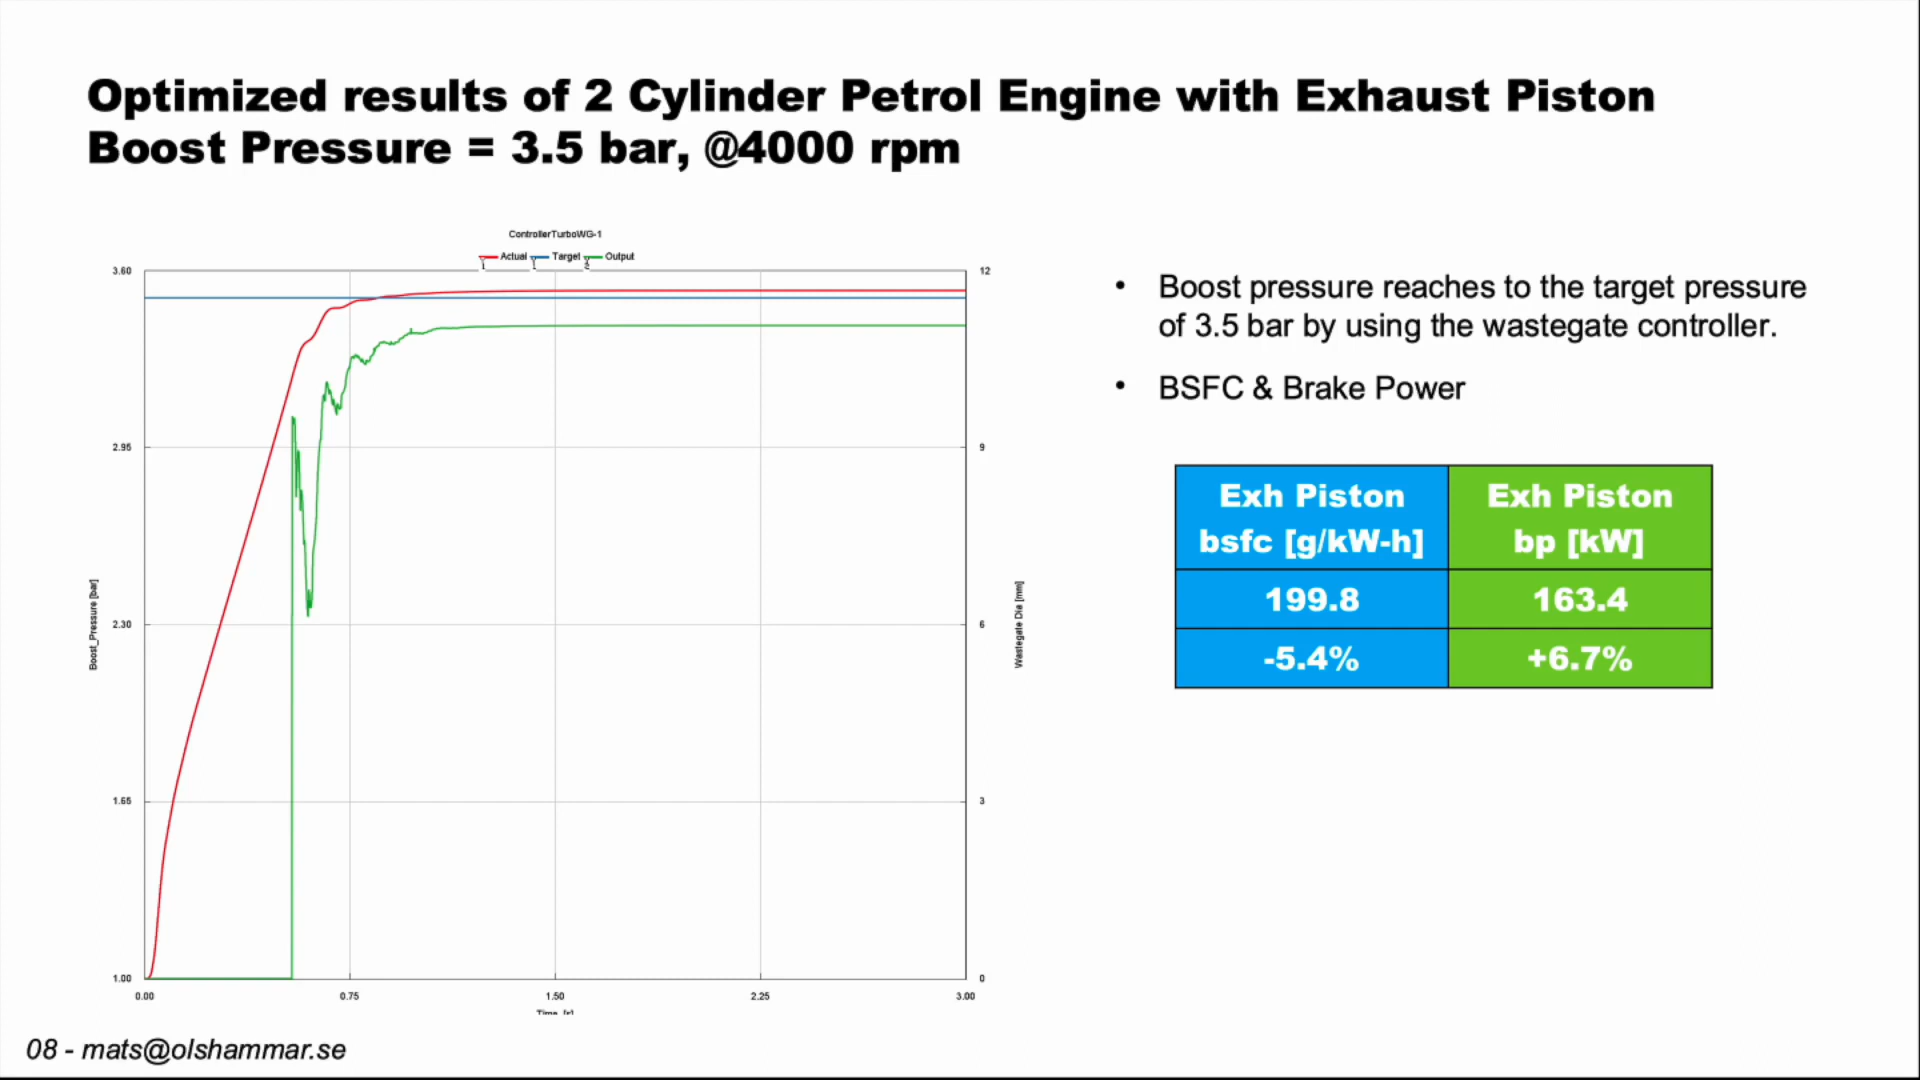 Optimized results of 2 Cylinder Petrol Engine with Exhaust Piston
Boost Pressure = 3.5 bar, @4000 rpm
ControllerTurboWG-1
Actual Target Output
1 1 2
3.60
2.95
2.30
1.65
1.00
Boost_Pressure [bar]
12
9
6
3
0
Wastegate Dia [mm]
0.00 0.75 1.50 2.25 3.00
Time [s]
• Boost pressure reaches to the target pressure
of 3.5 bar by using the wastegate controller.
• BSFC & Brake Power
Exh Piston Exh Piston
bsfc [g/kW-h] bp [kW]
199.8 163.4
-5.4% +6.7%
08 - mats@olshammar.se